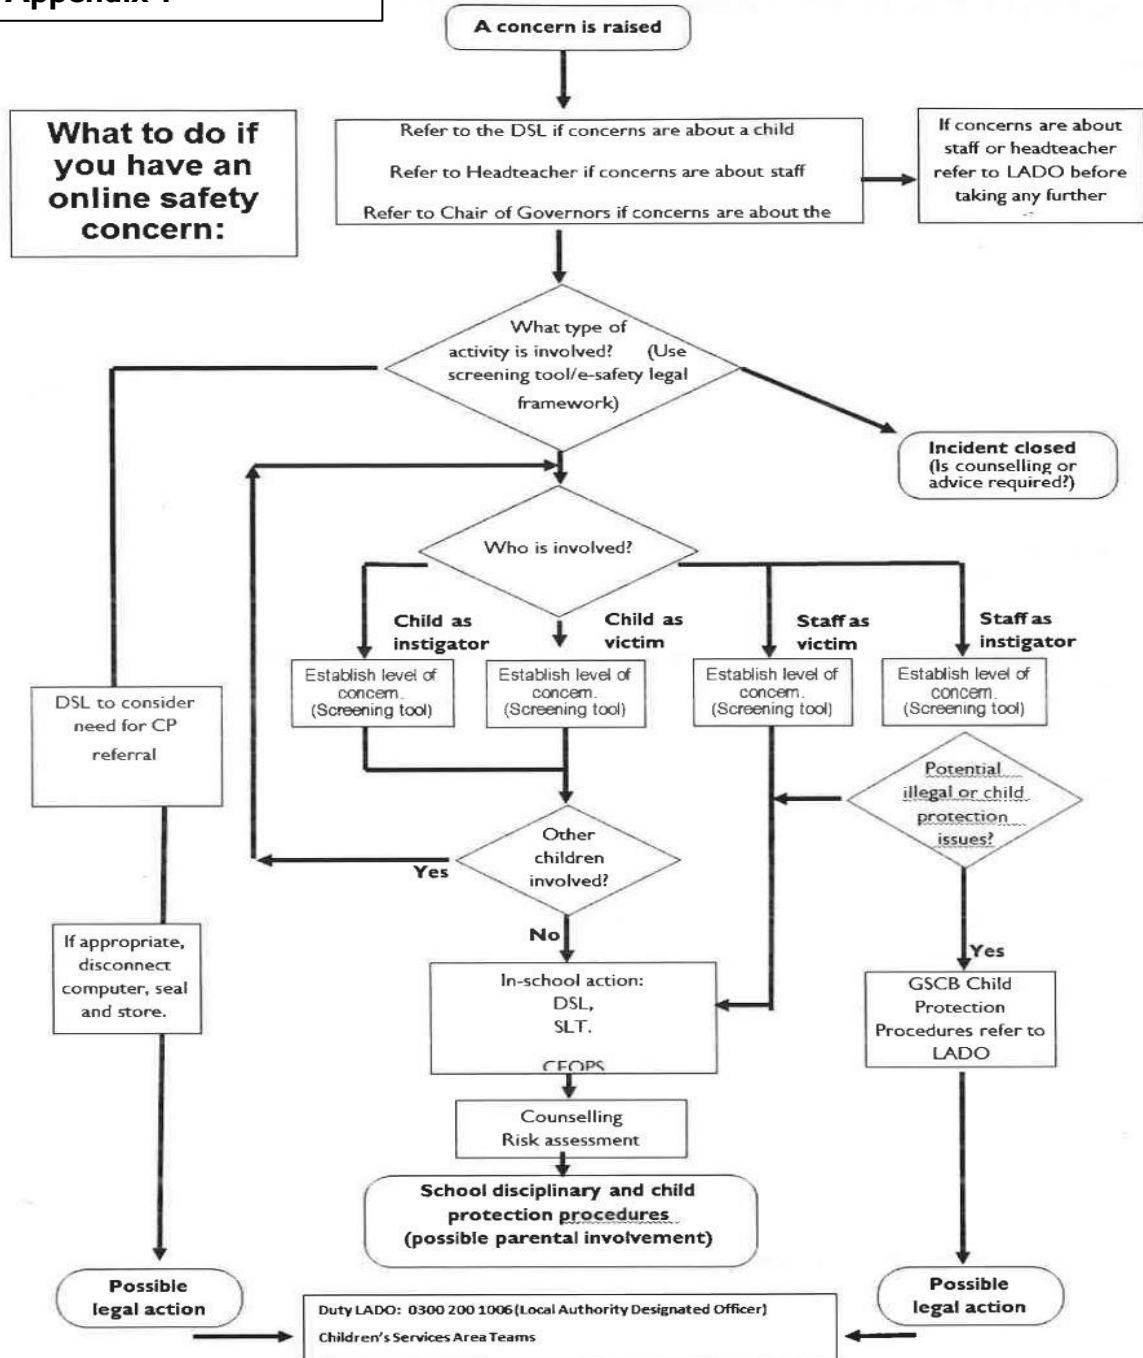 A concern is raised
What to do if
you have an
online safety
concern:
Refer to the DSL if concerns are about a child
Refer to Headteacher if concerns are about staff
Refer to Chair of Governors if concerns are about the
If concerns are about
staff or headteacher
refer to LADO before
taking any further
What type of
activity is involved? (Use
screening tool/e-safety legal
framework)
Incident closed
(Is counselling or
advice required?)
Who is involved?
Child as
instigator
Child as
victim
Staff as
victim
Staff as
instigator
Establish level of
concern.
(Screening tool)
Establish level of
concern.
(Screening tool)
Establish level of
concern.
(Screening tool)
Establish level of
concern.
(Screening tool)
DSL to consider
need for CP
referral
Potential
illegal or child
protection
issues?
Other
children
involved?
Yes
No
Yes
If appropriate,
disconnect
computer, seal
and store.
In-school action:
DSL,
SLT.
CEOPS
GSCB Child
Protection
Procedures refer to
LADO
Counselling
Risk assessment
School disciplinary and child
protection procedures
(possible parental involvement)
Possible
legal action
Possible
legal action
Duty LADO: 0300 200 1006 (Local Authority Designated Officer)
Children's Services Area Teams